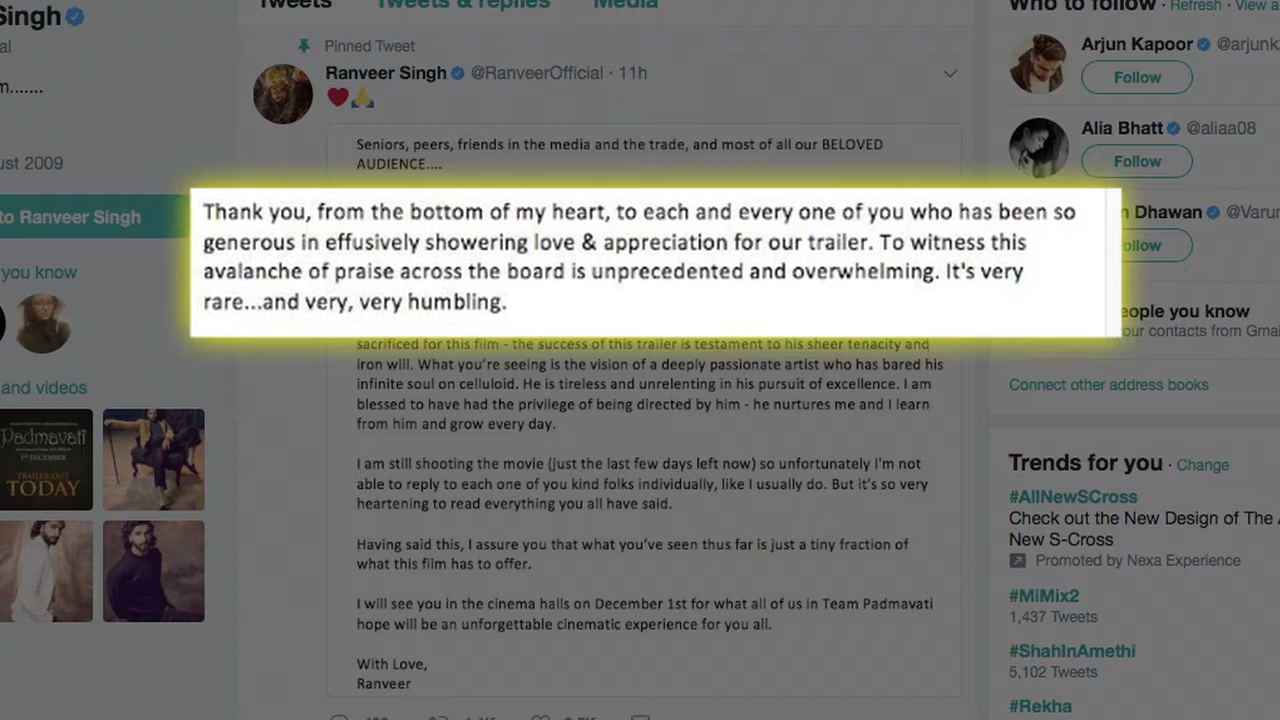 Singh
Tweets Tweets & replies Media
Who to follow · Refresh · View a
Pinned Tweet
Ranveer Singh @RanveerOfficial · 11h
Arjun Kapoor @arjunk
Follow
Alia Bhatt @aliaa08
Follow
Dhawan @Varun
ollow
eople you know
our contacts from Gmai
Connect other address books
m.......
ust 2009
to Ranveer Singh
you know
and videos
Padmavati
1ST DECEMBER
TRAILER OUT
TODAY
Seniors, peers, friends in the media and the trade, and most of all our BELOVED
AUDIENCE....
Thank you, from the bottom of my heart, to each and every one of you who has been so
generous in effusively showering love & appreciation for our trailer. To witness this
avalanche of praise across the board is unprecedented and overwhelming. It's very
rare...and very, very humbling.
sacrificed for this film - the success of this trailer is testament to his sheer tenacity and
iron will. What you're seeing is the vision of a deeply passionate artist who has bared his
infinite soul on celluloid. He is tireless and unrelenting in his pursuit of excellence. I am
blessed to have had the privilege of being directed by him - he nurtures me and I learn
from him and grow every day.
I am still shooting the movie (just the last few days left now) so unfortunately I'm not
able to reply to each one of you kind folks individually, like I usually do. But it's so very
heartening to read everything you all have said.
Having said this, I assure you that what you've seen thus far is just a tiny fraction of
what this film has to offer.
I will see you in the cinema halls on December 1st for what all of us in Team Padmavati
hope will be an unforgettable cinematic experience for you all.
With Love,
Ranveer
Trends for you · Change
#AllNewSCross
Check out the New Design of The
New S-Cross
Promoted by Nexa Experience
#MiMix2
1,437 Tweets
#ShahInAmethi
5,102 Tweets
#Rekha